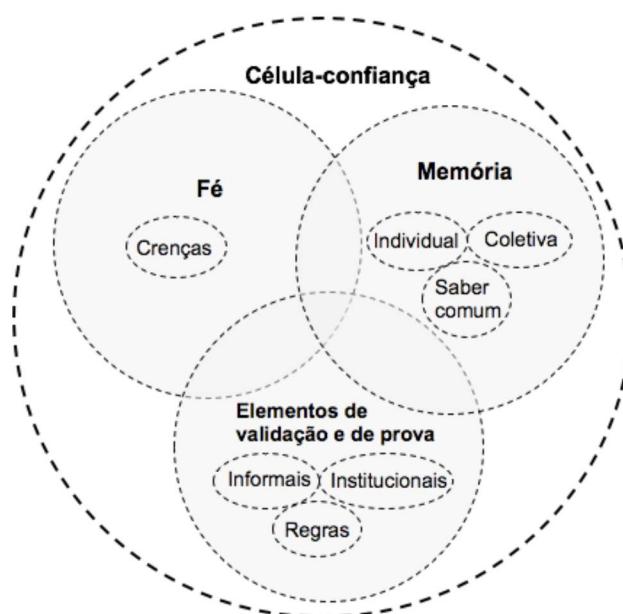 Célula-confiança
Fé
Crenças
Memória
Individual
Coletiva
Saber
comum
Elementos de
validação e de prova
Informais
Institucionais
Regras